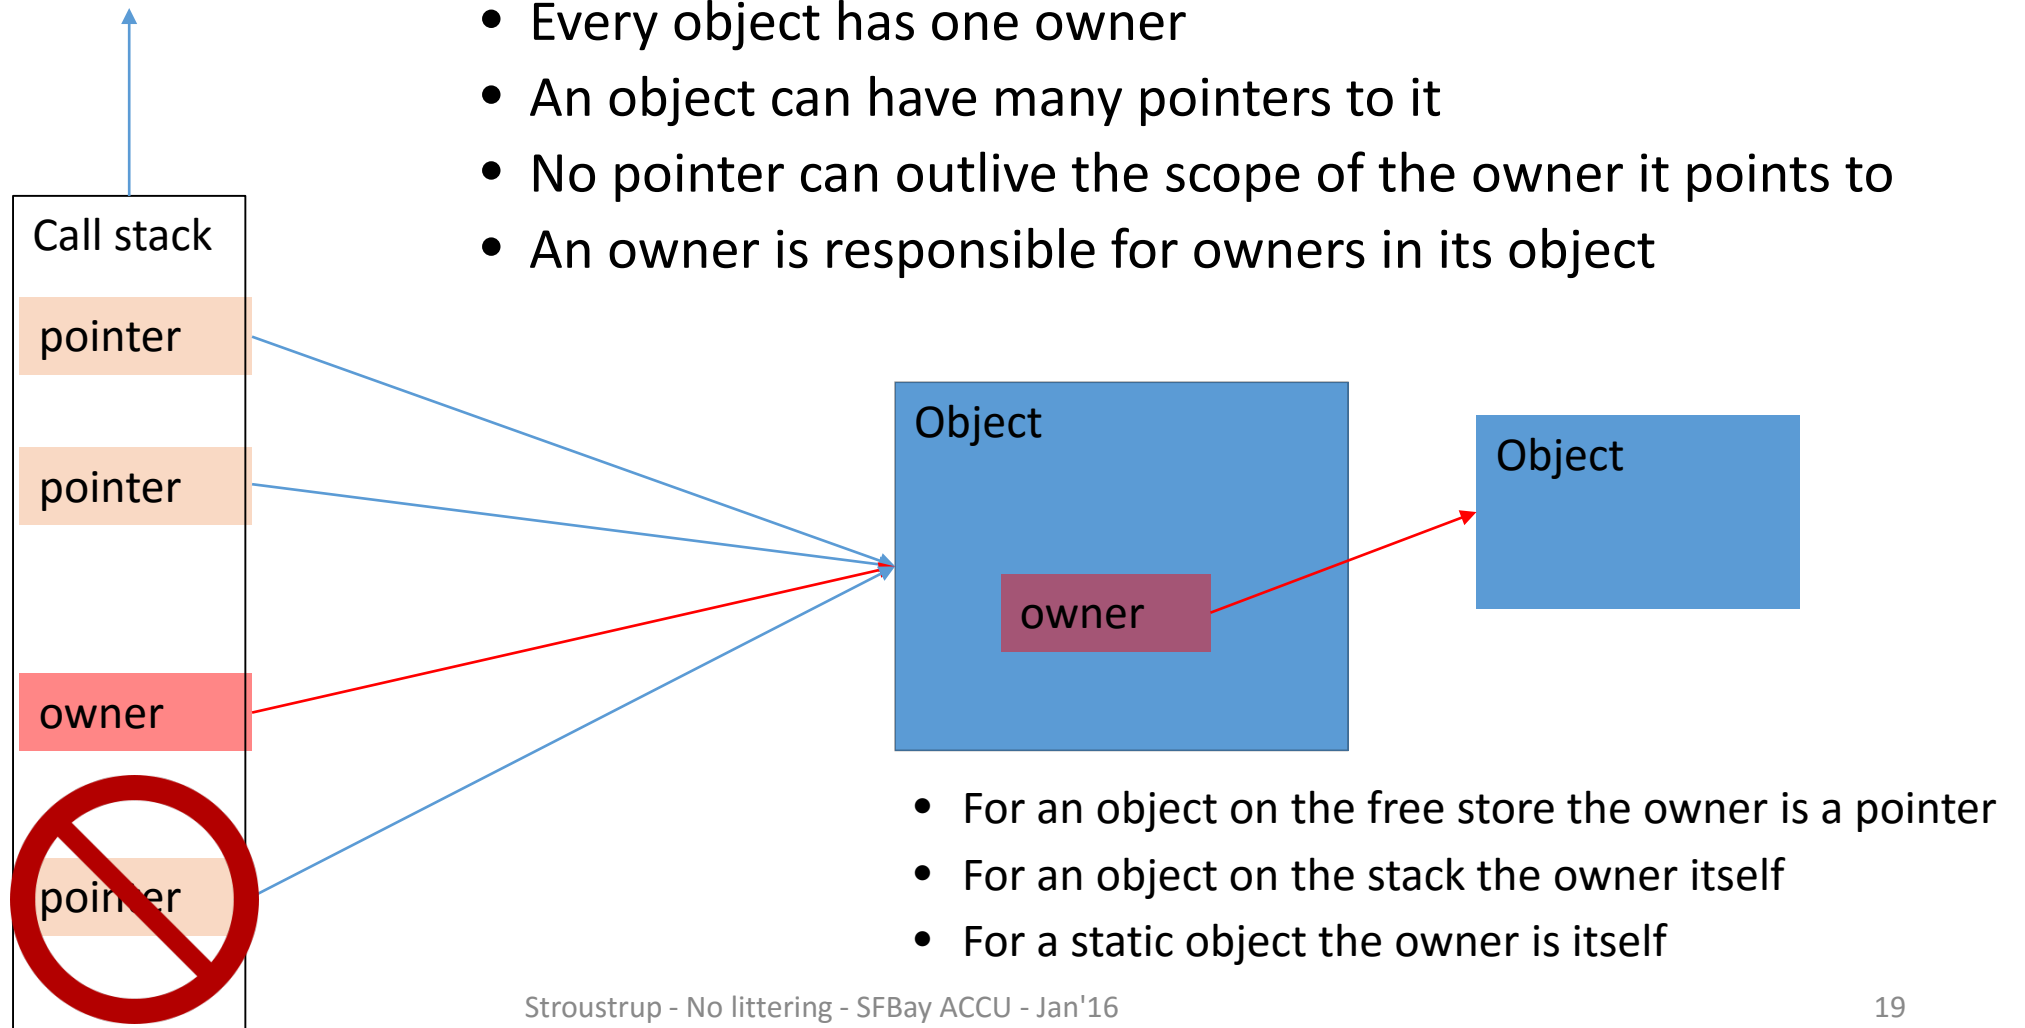 • Every object has one owner
• An object can have many pointers to it
• No pointer can outlive the scope of the owner it points to
• An owner is responsible for owners in its object
Call stack
pointer
pointer
owner
pointer
Object
owner
Object
• For an object on the free store the owner is a pointer
• For an object on the stack the owner itself
• For a static object the owner is itself
Stroustrup - No littering - SFBay ACCU - Jan'16
19